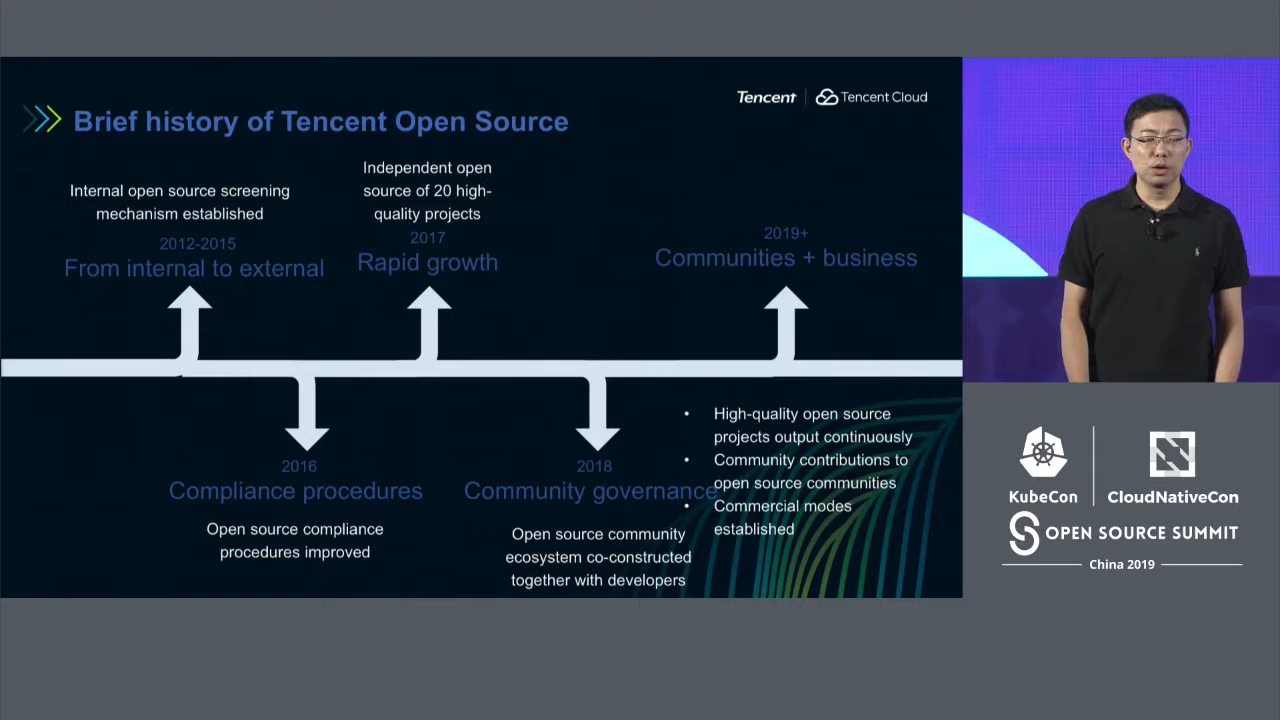 Tencent
Tencent Cloud
Brief history of Tencent Open Source
Internal open source screening
mechanism established
2012-2015
From internal to external
Independent open
source of 20 high-
quality projects
2017
Rapid growth
2019+
Communities + business
2016
Compliance procedures
Open source compliance
procedures improved
2018
Community governance
Open source community
ecosystem co-constructed
together with developers
• High-quality open source
projects output continuously
• Community contributions to
open source communities
• Commercial modes
established
KubeCon
CloudNativeCon
OPEN SOURCE SUMMIT
China 2019